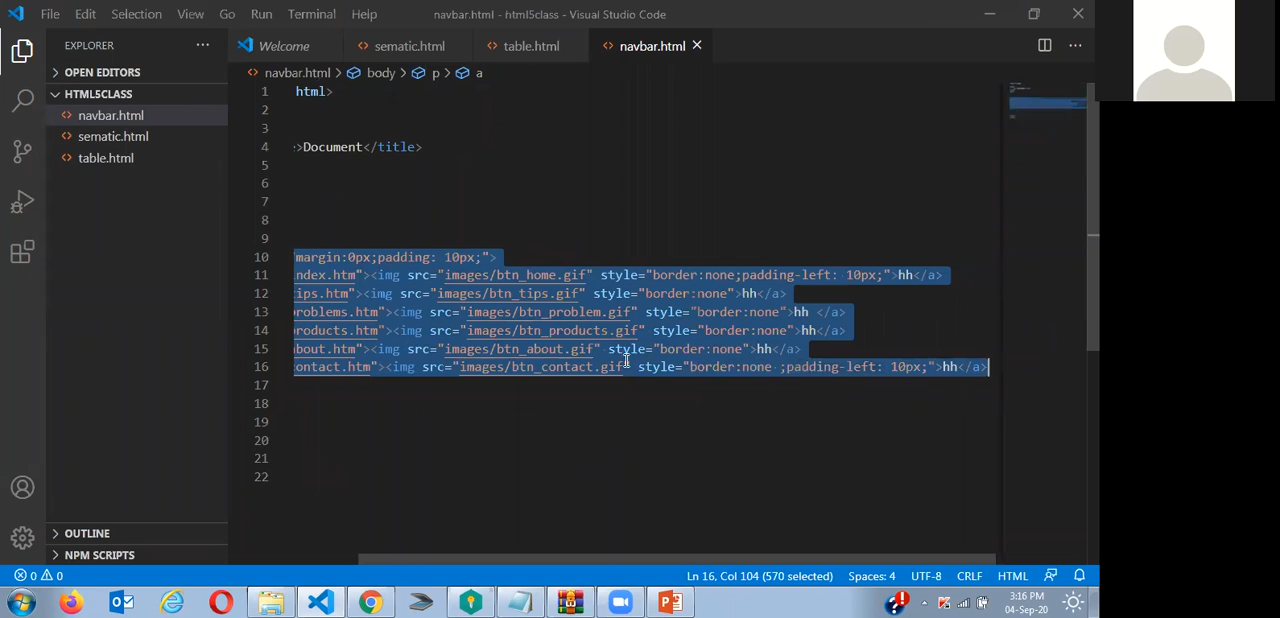 File Edit Selection View Go Run Terminal Help navbar.html - html5class - Visual Studio Code
EXPLORER ··· Welcome <> sematic.html <> table.html <> navbar.html × ···
> OPEN EDITORS
<> navbar.html > body > p > a
HTML5CLASS
<> navbar.html
<> sematic.html
<> table.html
1 html>
2
3
4 >Document</title>
5
6
7
8
9
10 margin:0px;padding: 10px;">
11 ndex.htm"><img src="images/btn_home.gif" style="border:none;padding-left: 10px;">hh</a>
12 tips.htm"><img src="images/btn_tips.gif" style="border:none">hh</a>
13 problems.htm"><img src="images/btn_problem.gif" style="border:none">hh </a>
14 products.htm"><img src="images/btn_products.gif" style="border:none">hh</a>
15 about.htm"><img src="images/btn_about.gif" style="border:none">hh</a>
16 ontact.htm"><img src="images/btn_contact.gif" style="border:none ;padding-left: 10px;">hh</a>
17
18
19
20
21
22
> OUTLINE
> NPM SCRIPTS
0 0 Ln 16, Col 104 (570 selected) Spaces: 4 UTF-8 CRLF HTML
3:16 PM
04-Sep-20